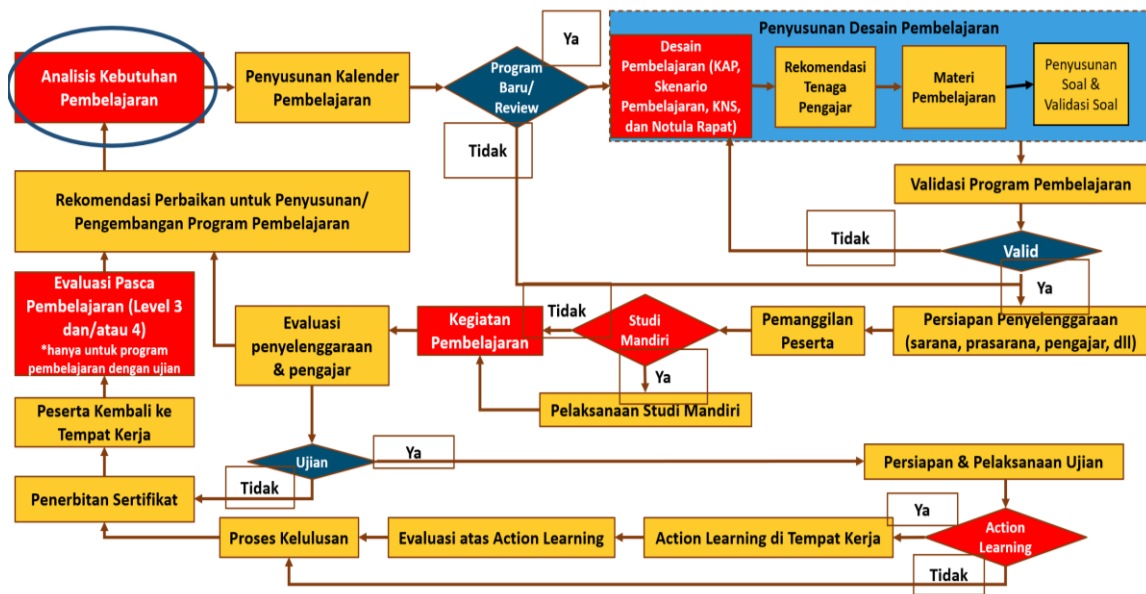 Analisis Kebutuhan
Pembelajaran
Penyusunan Kalender
Pembelajaran
Program
Baru/
Review
Ya
Tidak
Penyusunan Desain Pembelajaran
Desain
Pembelajaran (KAP,
Skenario
Pembelajaran, KNS,
dan Notula Rapat)
Rekomendasi
Tenaga
Pengajar
Materi
Pembelajaran
Penyusunan
Soal &
Validasi Soal
Validasi Program Pembelajaran
Valid
Tidak
Ya
Rekomendasi Perbaikan untuk Penyusunan/
Pengembangan Program Pembelajaran
Evaluasi Pasca
Pembelajaran (Level 3
dan/atau 4)
*hanya untuk program
pembelajaran dengan ujian
Evaluasi
penyelenggaraan
& pengajar
Kegiatan
Pembelajaran
Tidak
Studi
Mandiri
Ya
Pemanggilan
Peserta
Persiapan Penyelenggaraan
(sarana, prasarana, pengajar, dll)
Pelaksanaan Studi Mandiri
Peserta Kembali ke
Tempat Kerja
Ujian
Ya
Tidak
Persiapan & Pelaksanaan Ujian
Penerbitan Sertifikat
Proses Kelulusan
Evaluasi atas Action Learning
Action Learning di Tempat Kerja
Ya
Action
Learning
Tidak